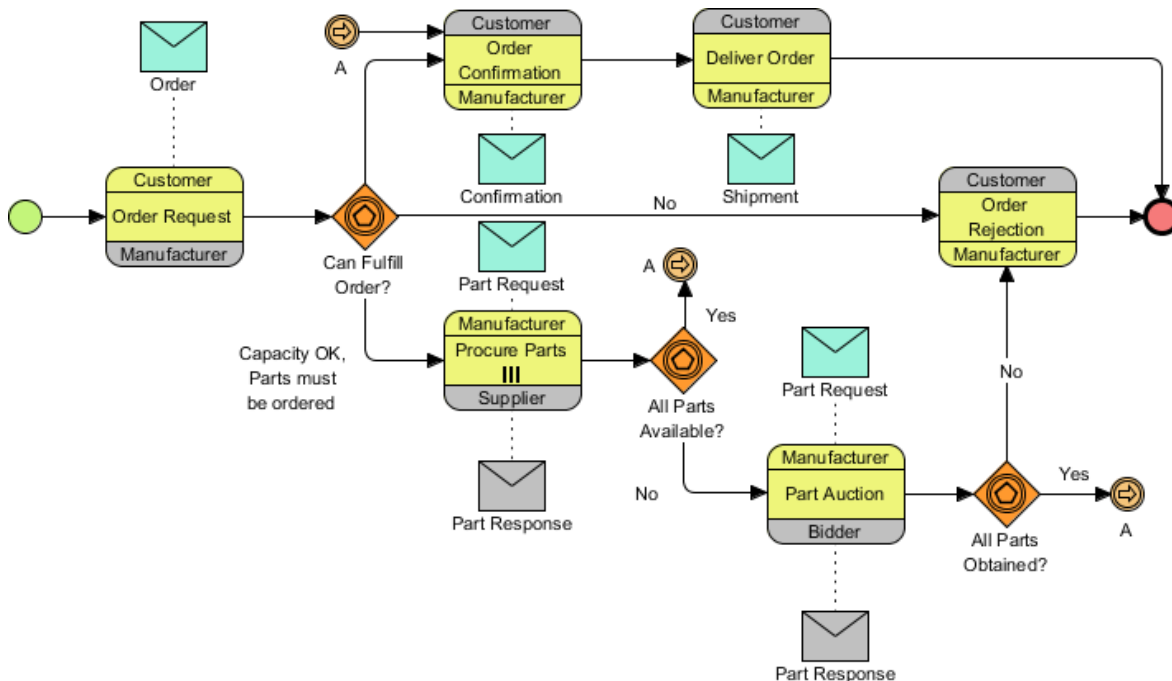 Order
Customer
Order Request
Manufacturer
A
Customer
Order
Confirmation
Manufacturer
Confirmation
Customer
Deliver Order
Manufacturer
Shipment
Can Fulfill
Order?
No
Customer
Order
Rejection
Manufacturer
Capacity OK,
Parts must
be ordered
Part Request
Manufacturer
Procure Parts
Supplier
Part Response
A
Yes
All Parts
Available?
No
Part Request
Manufacturer
Part Auction
Bidder
Part Response
No
Yes
A
All Parts
Obtained?